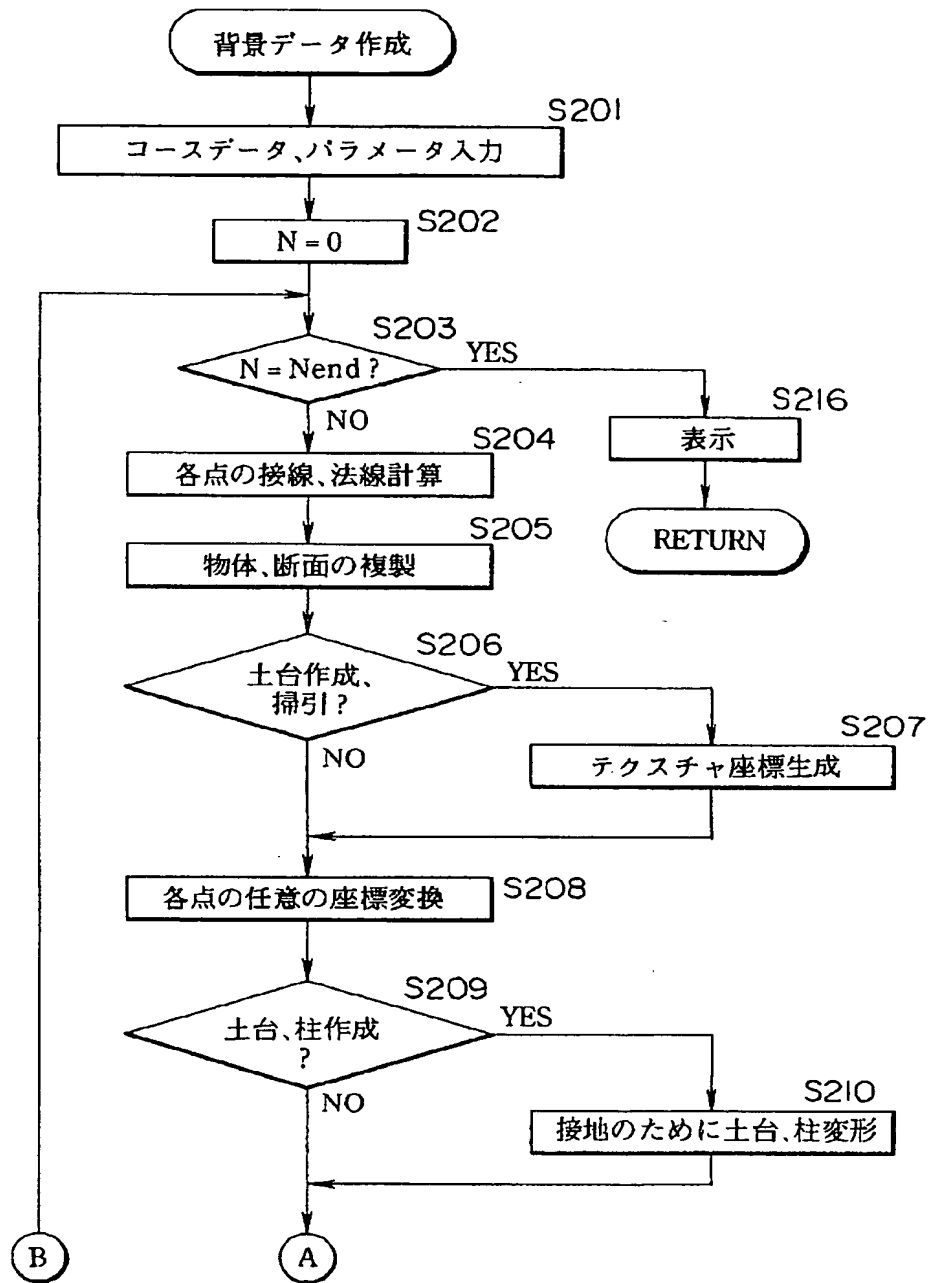 背景データ作成
S201
コースデータ、パラメータ入力
S202
N = 0
S203
N = Nend ?
YES
NO
S216
表示
RETURN
S204
各点の接線、法線計算
S205
物体、断面の複製
S206
土台作成、
掃引?
YES
NO
S207
テクスチャ座標生成
各点の任意の座標変換
S208
S209
土台、柱作成
?
YES
NO
S210
接地のために土台、柱変形
B
A